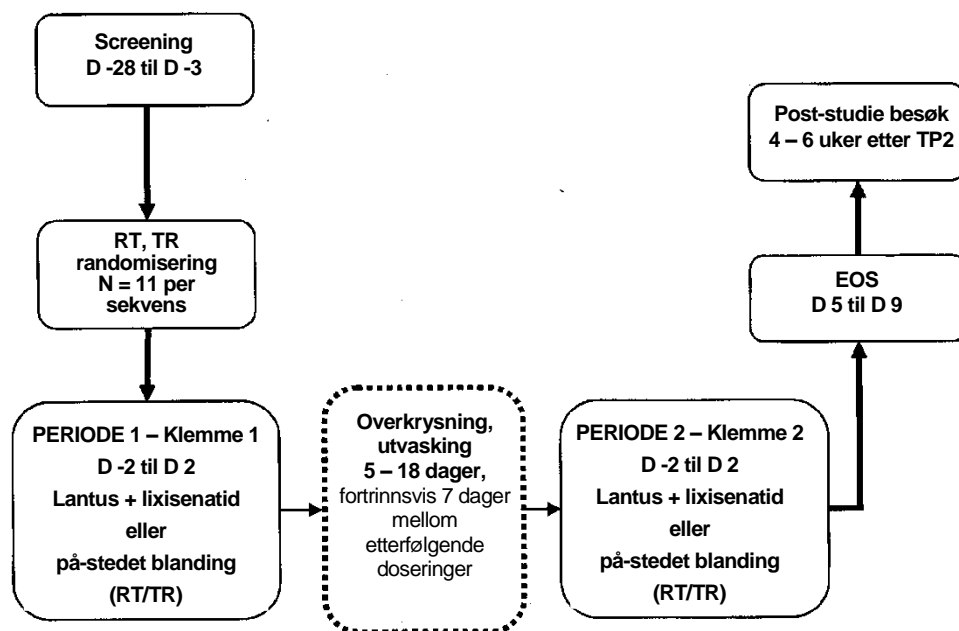 Screening
D -28 til D -3
RT, TR
randomisering
N = 11 per
sekvens
PERIODE 1 – Klemme 1
D -2 til D 2
Lantus + lixisenatid
eller
på-stedet blanding
(RT/TR)
Overkrysning,
utvasking
5 – 18 dager,
fortrinnsvis 7 dager
mellom
etterfølgende
doseringer
PERIODE 2 – Klemme 2
D -2 til D 2
Lantus + lixisenatid
eller
på-stedet blanding
(RT/TR)
EOS
D 5 til D 9
Post-studie besøk
4 – 6 uker etter TP2